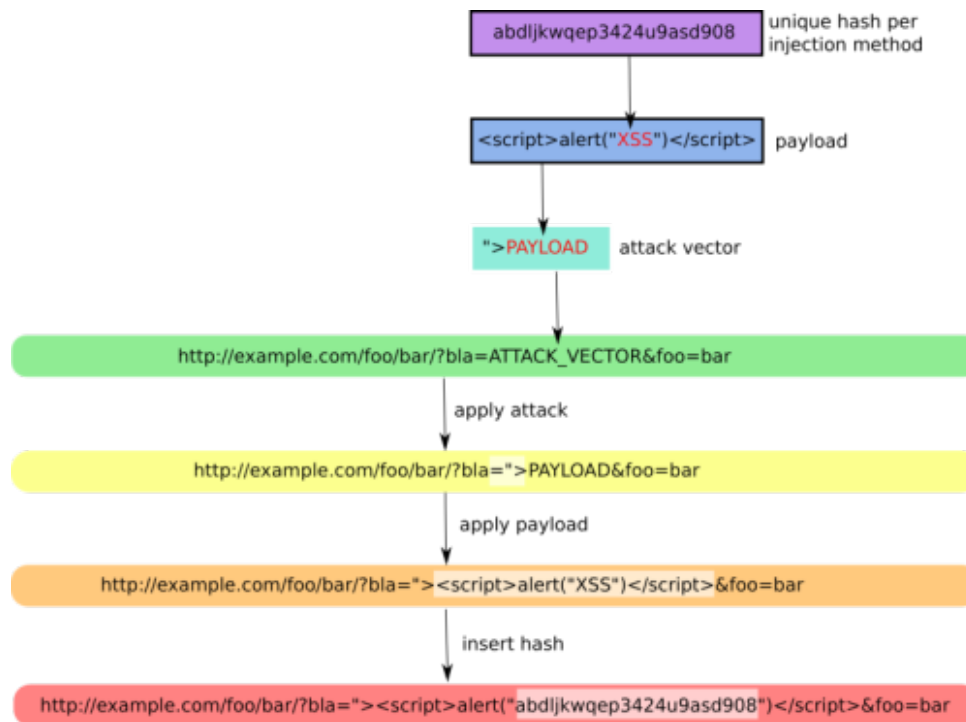 abdljkwqep3424u9asd908
unique hash per
injection method
<script>alert("XSS")</script>
payload
">PAYLOAD
attack vector
http://example.com/foo/bar/?bla=ATTACK_VECTOR&foo=bar
apply attack
http://example.com/foo/bar/?bla=">PAYLOAD&foo=bar
apply payload
http://example.com/foo/bar/?bla="><script>alert("XSS")</script>&foo=bar
insert hash
http://example.com/foo/bar/?bla="><script>alert("abdljkwqep3424u9asd908")</script>&foo=bar